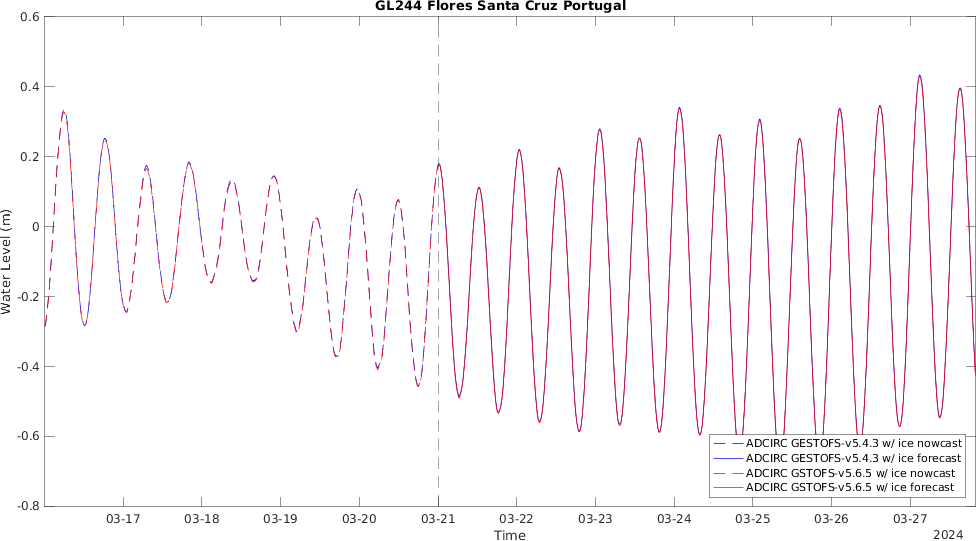 GL244 Flores Santa Cruz Portugal
0.6
0.4
0.2
0
-0.2
-0.4
-0.6
-0.8
Water Level (m)
ADCIRC GESTOFS-v5.4.3 w/ ice nowcast
ADCIRC GESTOFS-v5.4.3 w/ ice forecast
ADCIRC GSTOFS-v5.6.5 w/ ice nowcast
ADCIRC GSTOFS-v5.6.5 w/ ice forecast
03-17 03-18 03-19 03-20 03-21 03-22 03-23 03-24 03-25 03-26 03-27
Time
2024